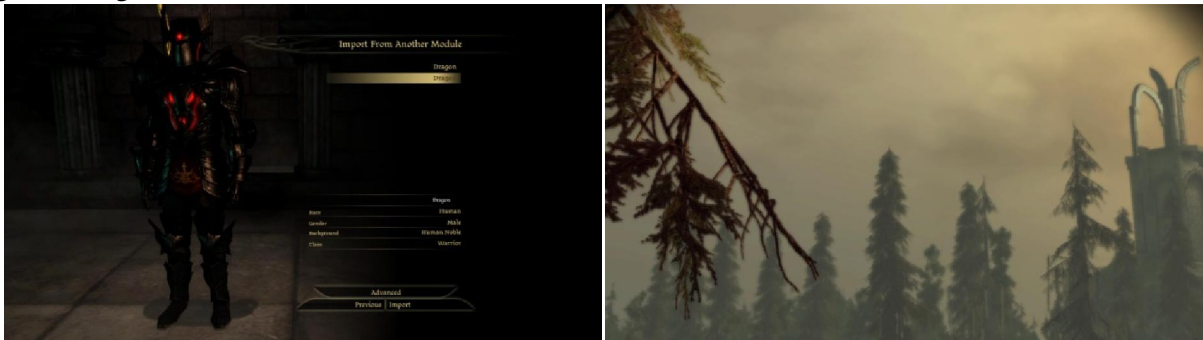 Import From Another Module
Dragon
Dragon
Dragon
Race Human
Gender Male
Background Human Noble
Class Warrior
Advanced
Previous Import